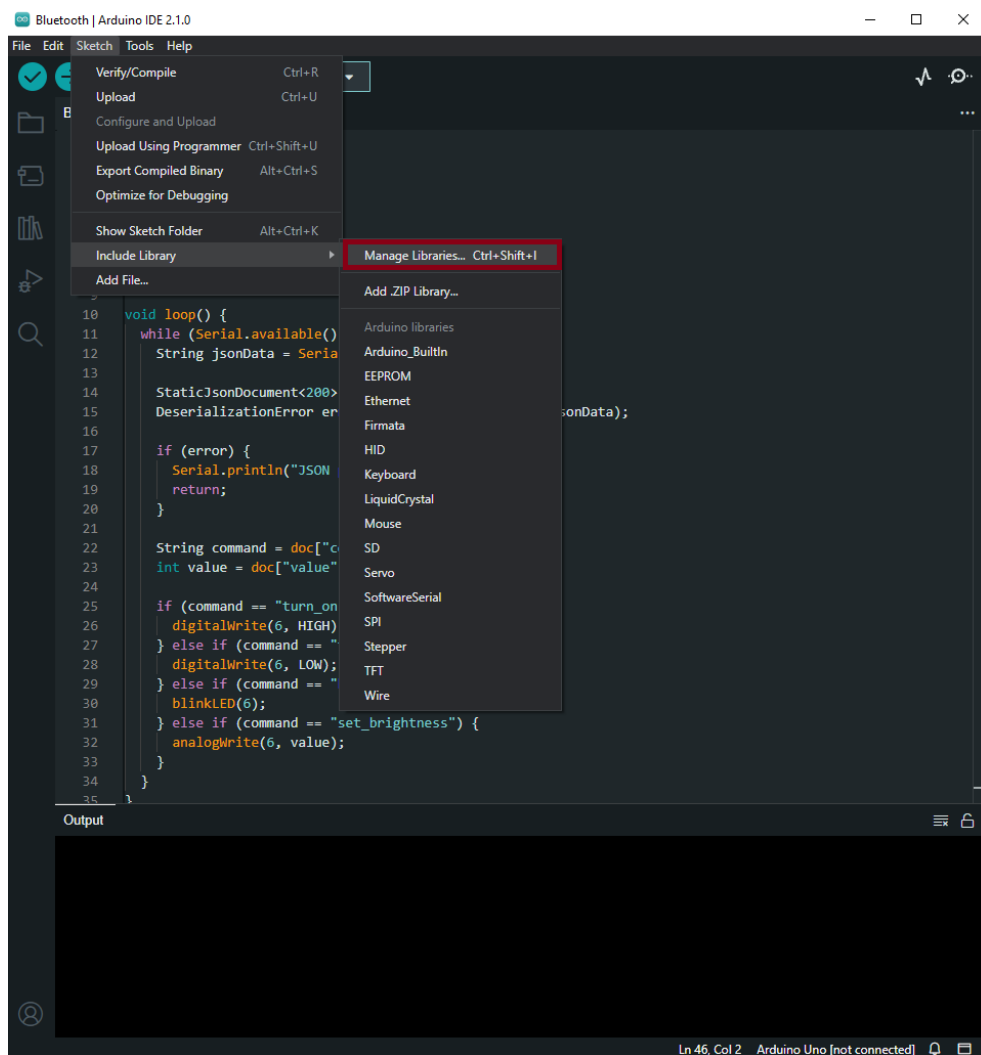 Bluetooth | Arduino IDE 2.1.0
File Edit Sketch Tools Help
Verify/Compile Ctrl+R
Upload Ctrl+U
Configure and Upload
Upload Using Programmer Ctrl+Shift+U
Export Compiled Binary Alt+Ctrl+S
Optimize for Debugging
Show Sketch Folder Alt+Ctrl+K
Include Library
Add File...
Manage Libraries... Ctrl+Shift+I
Add .ZIP Library...
Arduino libraries
Arduino_BuiltIn
EEPROM
Ethernet
Firmata
HID
Keyboard
LiquidCrystal
Mouse
SD
Servo
SoftwareSerial
SPI
Stepper
TFT
Wire
10 void loop() {
11 while (Serial.available()
12 String jsonData = Seria
13
14 StaticJsonDocument<200>
15 DeserializationError er sonData);
16
17 if (error) {
18 Serial.println("JSON
19 return;
20 }
21
22 String command = doc["c
23 int value = doc["value"
24
25 if (command == "turn_on
26 digitalWrite(6, HIGH)
27 } else if (command == "
28 digitalWrite(6, LOW);
29 } else if (command == "
30 blinkLED(6);
31 } else if (command == "set_brightness") {
32 analogWrite(6, value);
33 }
34 }
35 }
Output
Ln 46, Col 2 Arduino Uno [not connected]